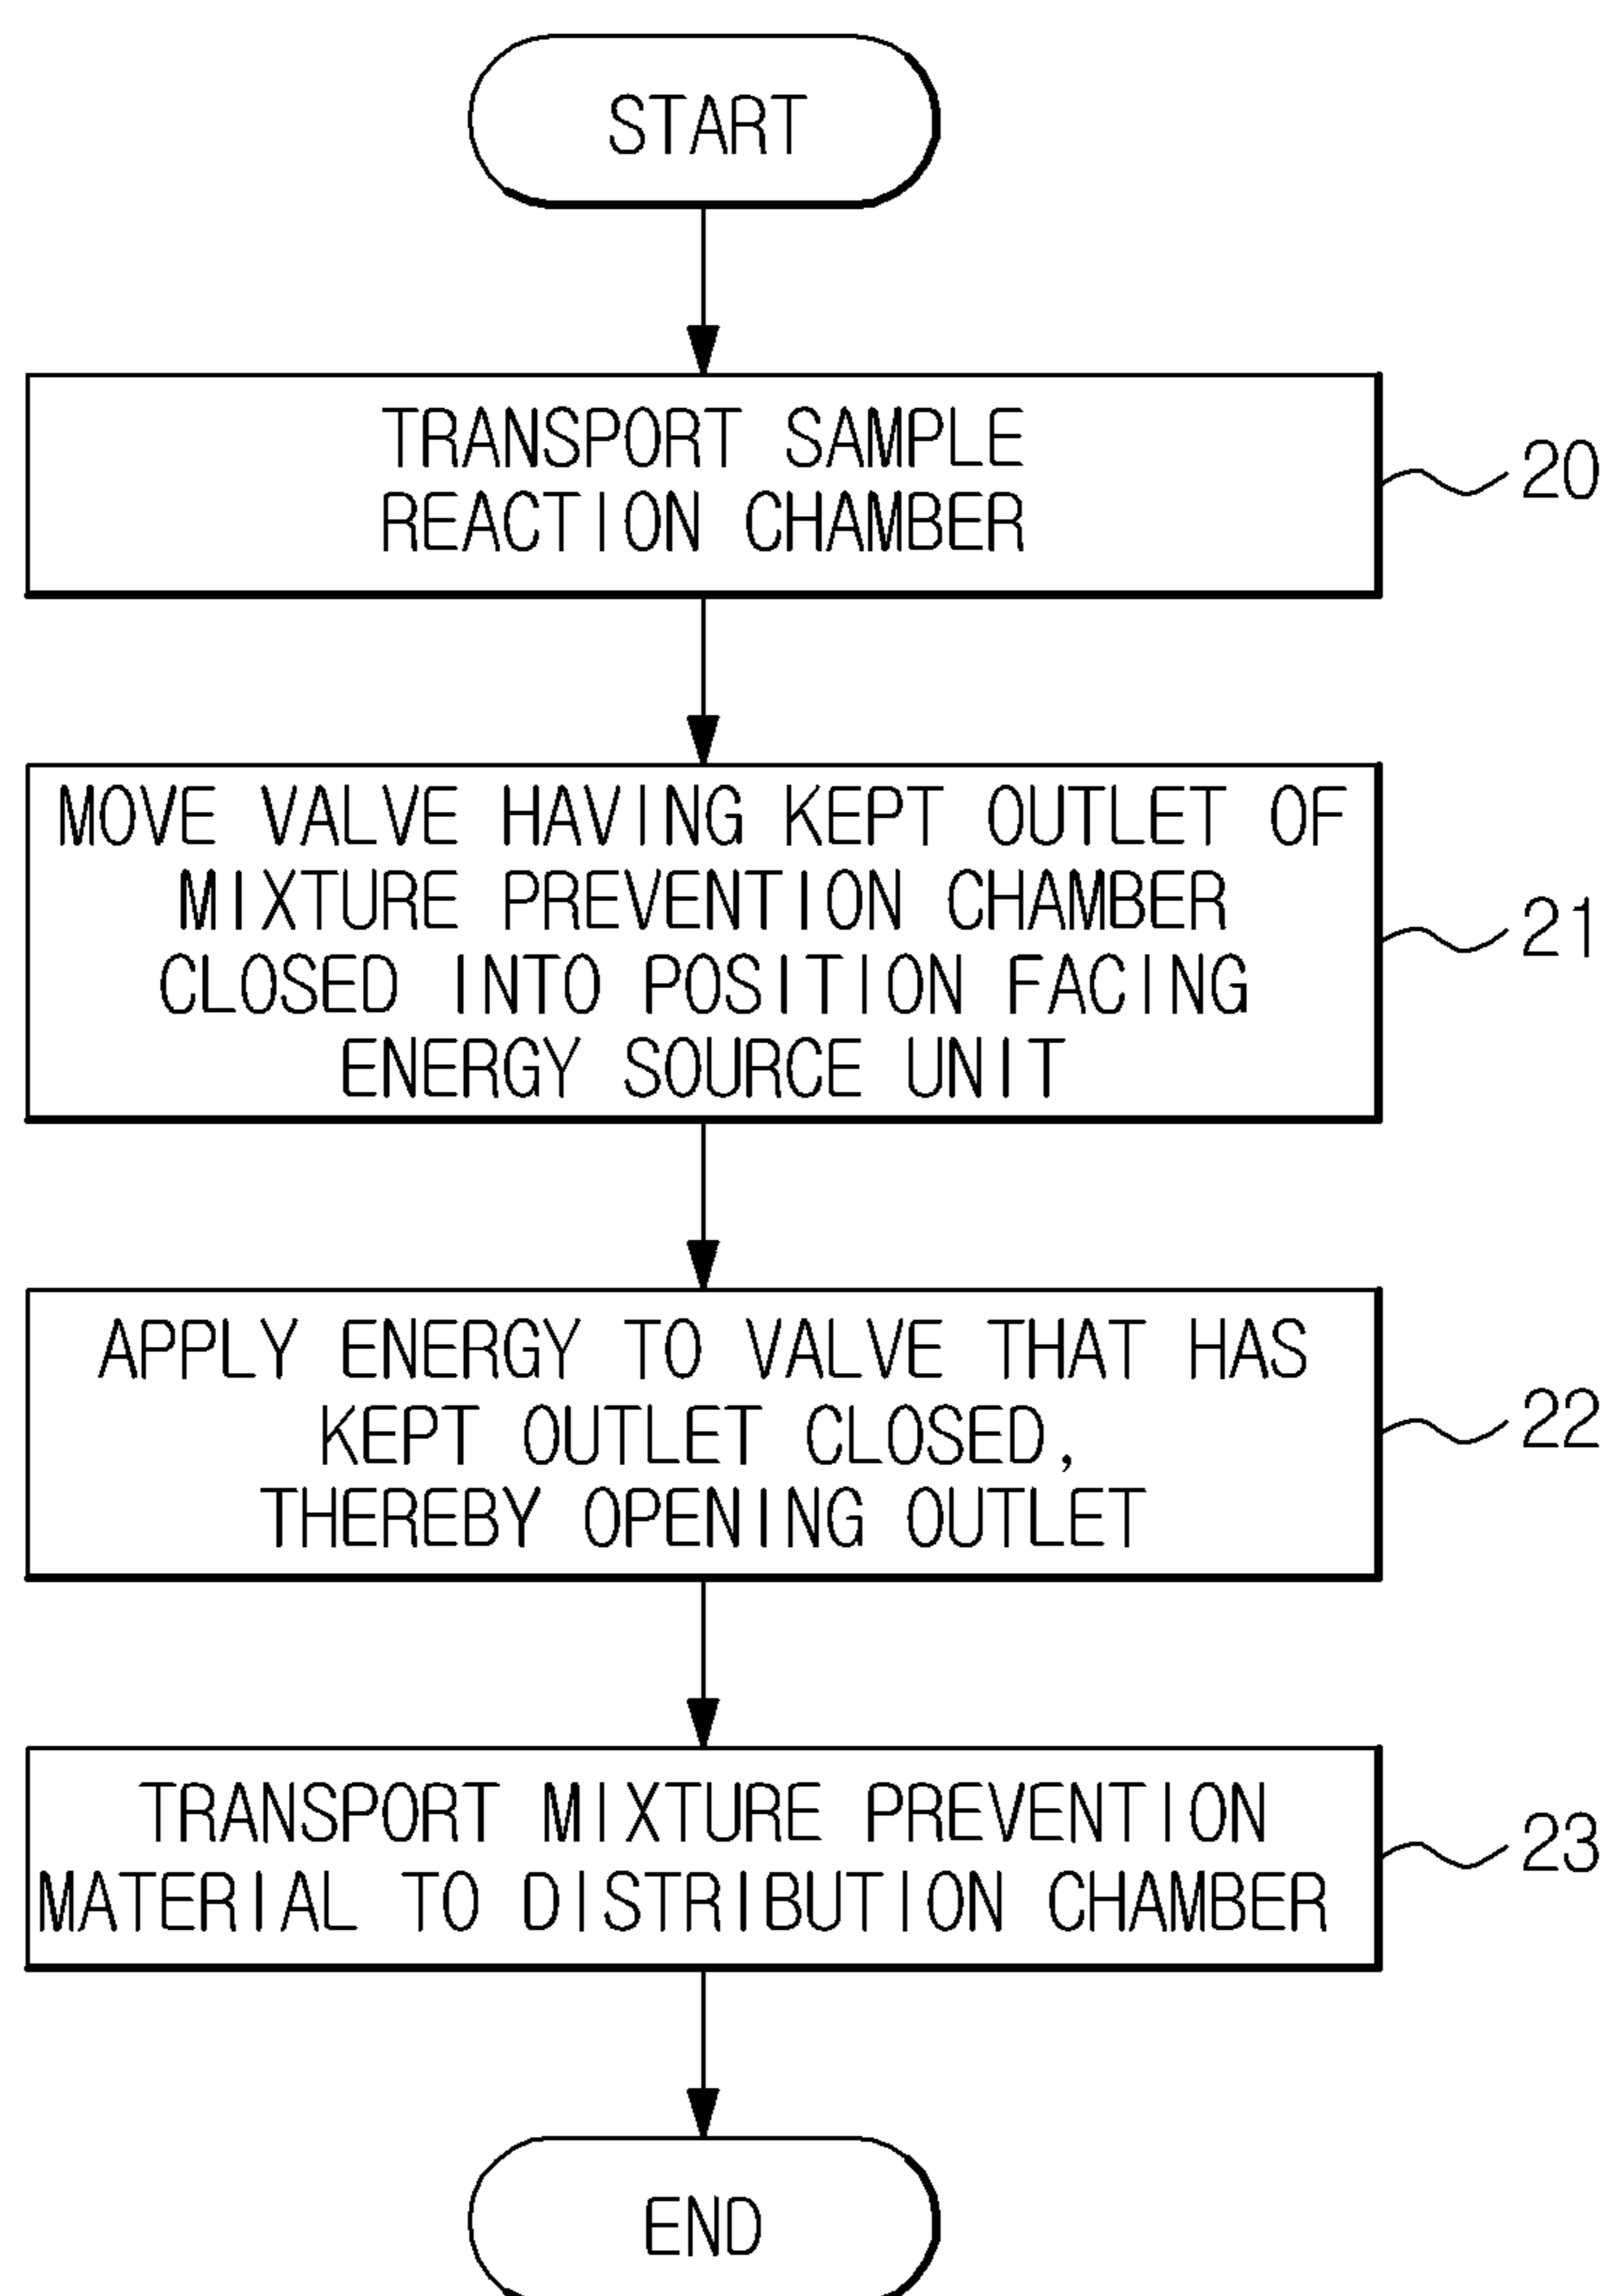 START
TRANSPORT SAMPLE
REACTION CHAMBER
20
MOVE VALVE HAVING KEPT OUTLET OF
MIXTURE PREVENTION CHAMBER
CLOSED INTO POSITION FACING
ENERGY SOURCE UNIT
21
APPLY ENERGY TO VALVE THAT HAS
KEPT OUTLET CLOSED,
THEREBY OPENING OUTLET
22
TRANSPORT MIXTURE PREVENTION
MATERIAL TO DISTRIBUTION CHAMBER
23
END